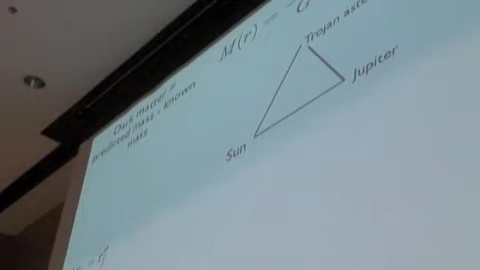 M(r) =
G
Trojan aste
Jupiter
Dark matter =
predicted mass - known
mass
Sun